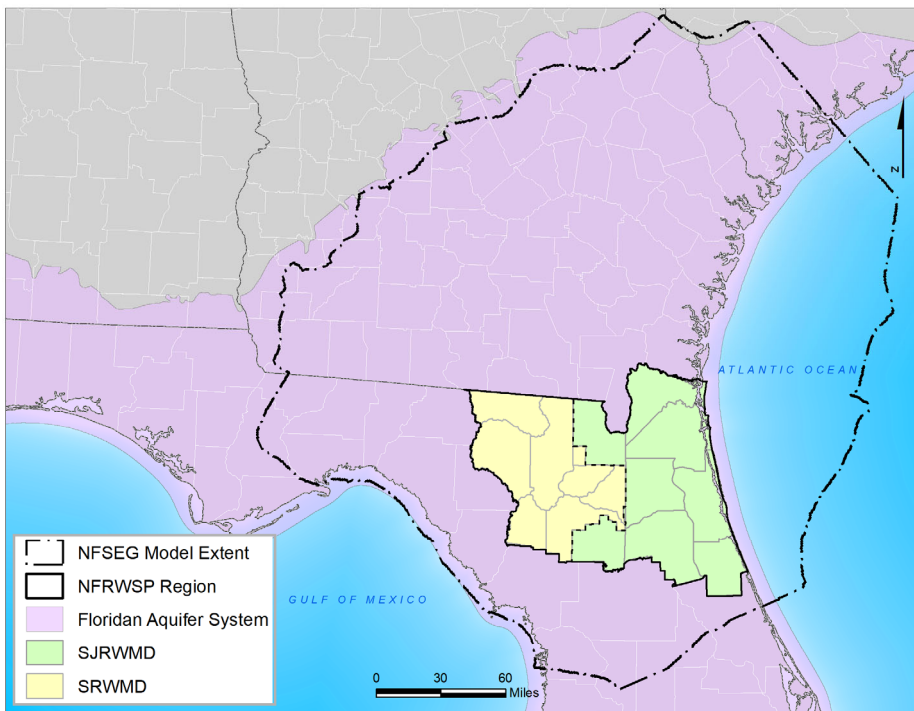 N
ATLANTIC OCEAN
GULF OF MEXICO
NFSEG Model Extent
NFRWSP Region
Floridan Aquifer System
SJRWMD
SRWMD
0 30 60
Miles